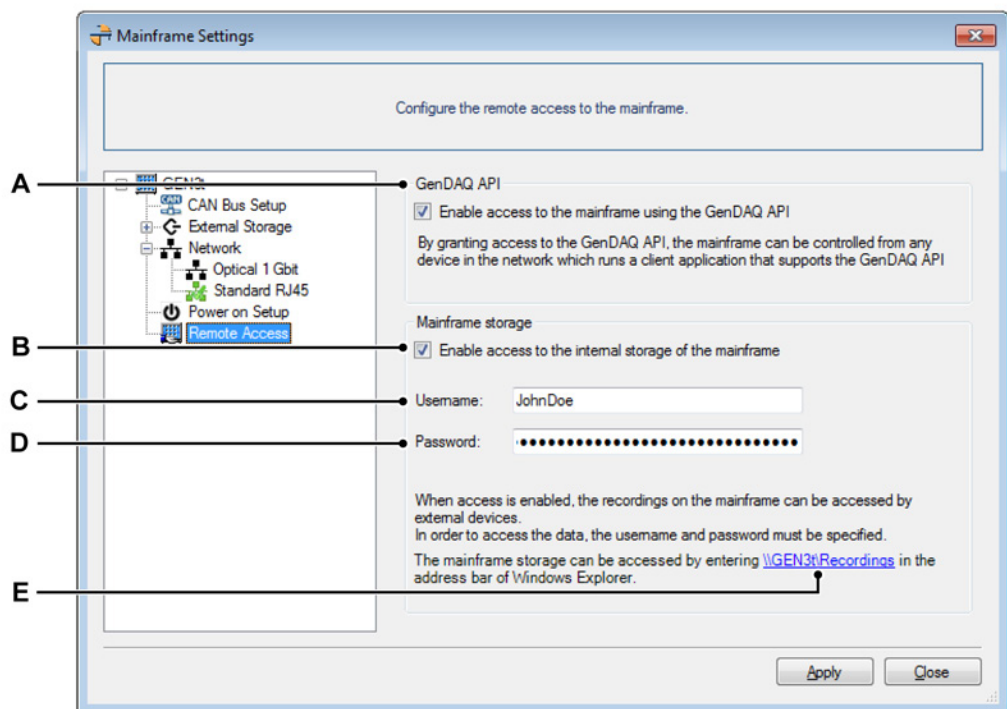 Mainframe Settings
Configure the remote access to the mainframe.
A
GEN3t
CAN Bus Setup
External Storage
Network
Optical 1 Gbit
Standard RJ45
Power on Setup
Remote Access
GenDAQ API
Enable access to the mainframe using the GenDAQ API
By granting access to the GenDAQ API, the mainframe can be controlled from any
device in the network which runs a client application that supports the GenDAQ API
Mainframe storage
B
Enable access to the internal storage of the mainframe
C
Username: JohnDoe
D
Password:
When access is enabled, the recordings on the mainframe can be accessed by
external devices.
In order to access the data, the username and password must be specified.
The mainframe storage can be accessed by entering \\GEN3t\Recordings in the
address bar of Windows Explorer.
E
Apply Close